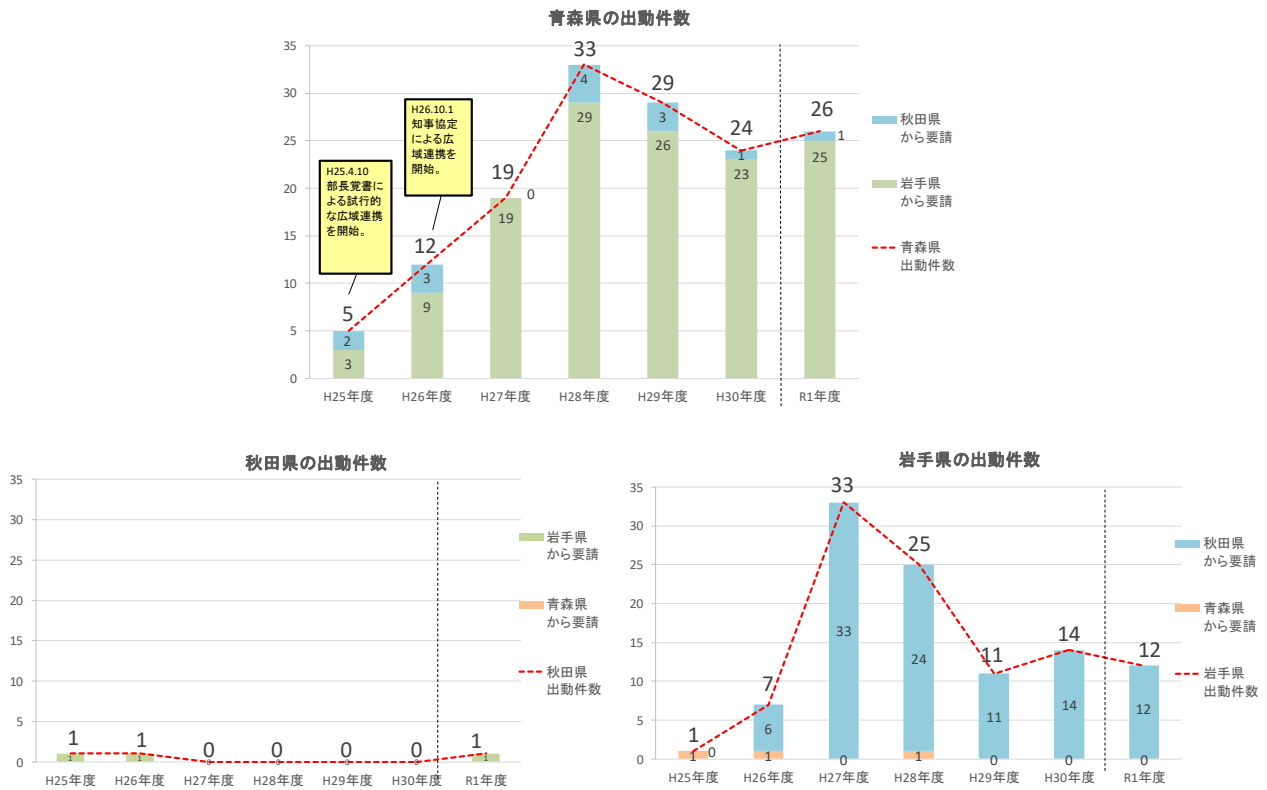 青森県の出動件数
35
30
25
20
15
10
5
0
H25.4.10
部長覚書に
よる試行的
な広域連携
を開始。
H26.10.1
知事協定
による広
域連携を
開始。
5
2
3
12
3
9
19
0
19
33
4
29
29
3
26
24
1
23
26
1
25
H25年度 H26年度 H27年度 H28年度 H29年度 H30年度 R1年度
秋田県
から要請
岩手県
から要請
青森県
出動件数
秋田県の出動件数
35
30
25
20
15
10
5
0
1
1
1
1
0
0
0
0
0
0
0
0
1
1
H25年度 H26年度 H27年度 H28年度 H29年度 H30年度 R1年度
岩手県
から要請
青森県
から要請
秋田県
出動件数
岩手県の出動件数
35
30
25
20
15
10
5
0
1
0
1
7
6
1
33
33
0
25
24
1
11
11
0
14
14
0
12
12
0
H25年度 H26年度 H27年度 H28年度 H29年度 H30年度 R1年度
秋田県
から要請
青森県
から要請
岩手県
出動件数